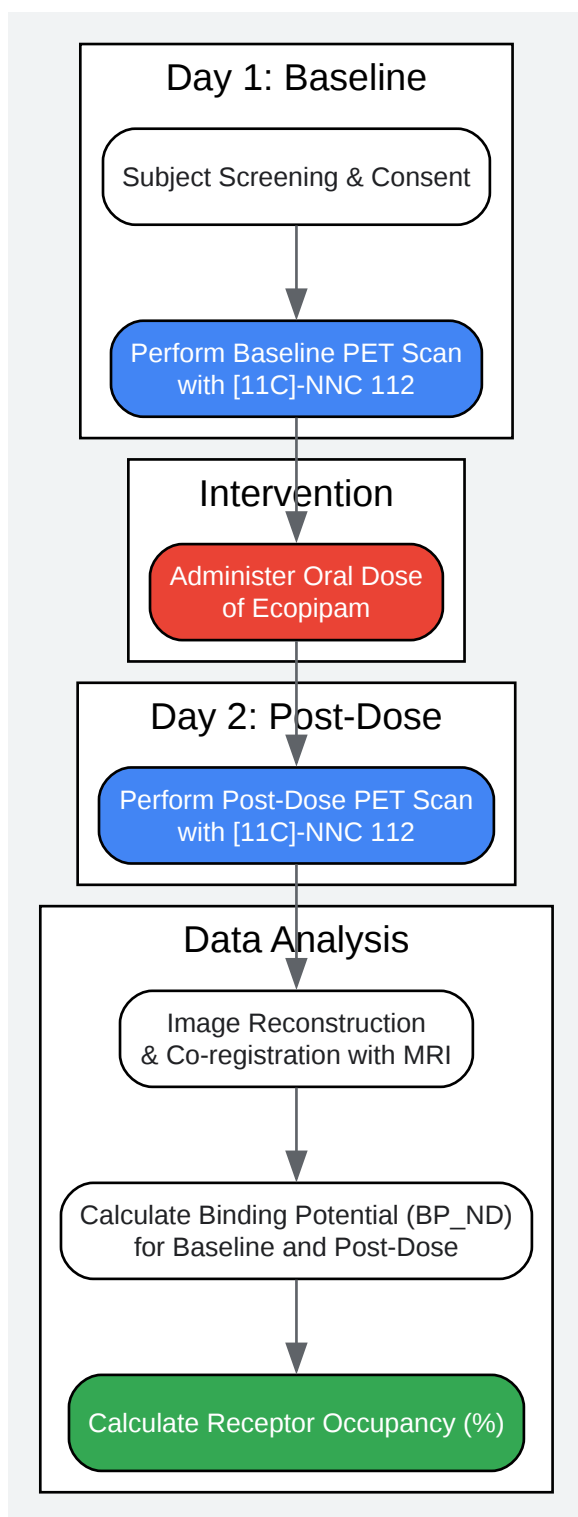 Day 1: Baseline
Subject Screening & Consent
Perform Baseline PET Scan
with [11C]-NNC 112
Intervention
Administer Oral Dose
of Ecopipam
Day 2: Post-Dose
Perform Post-Dose PET Scan
with [11C]-NNC 112
Data Analysis
Image Reconstruction
& Co-registration with MRI
Calculate Binding Potential (BP_ND)
for Baseline and Post-Dose
Calculate Receptor Occupancy (%)